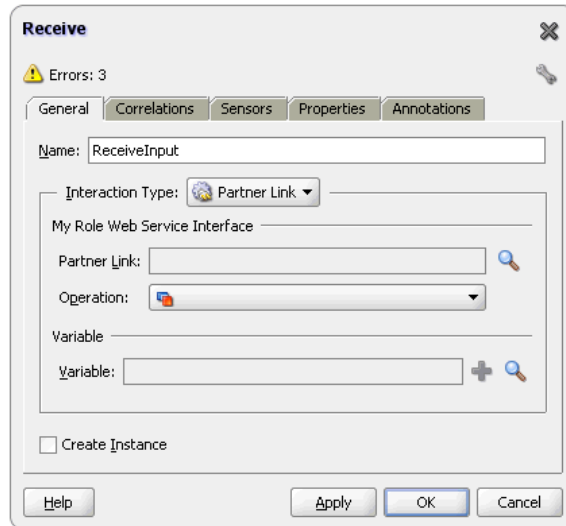 Receive
Errors: 3
General Correlations Sensors Properties Annotations
Name: ReceiveInput
Interaction Type: Partner Link
My Role Web Service Interface
Partner Link:
Operation:
Variable
Variable:
Create Instance
Help Apply OK Cancel